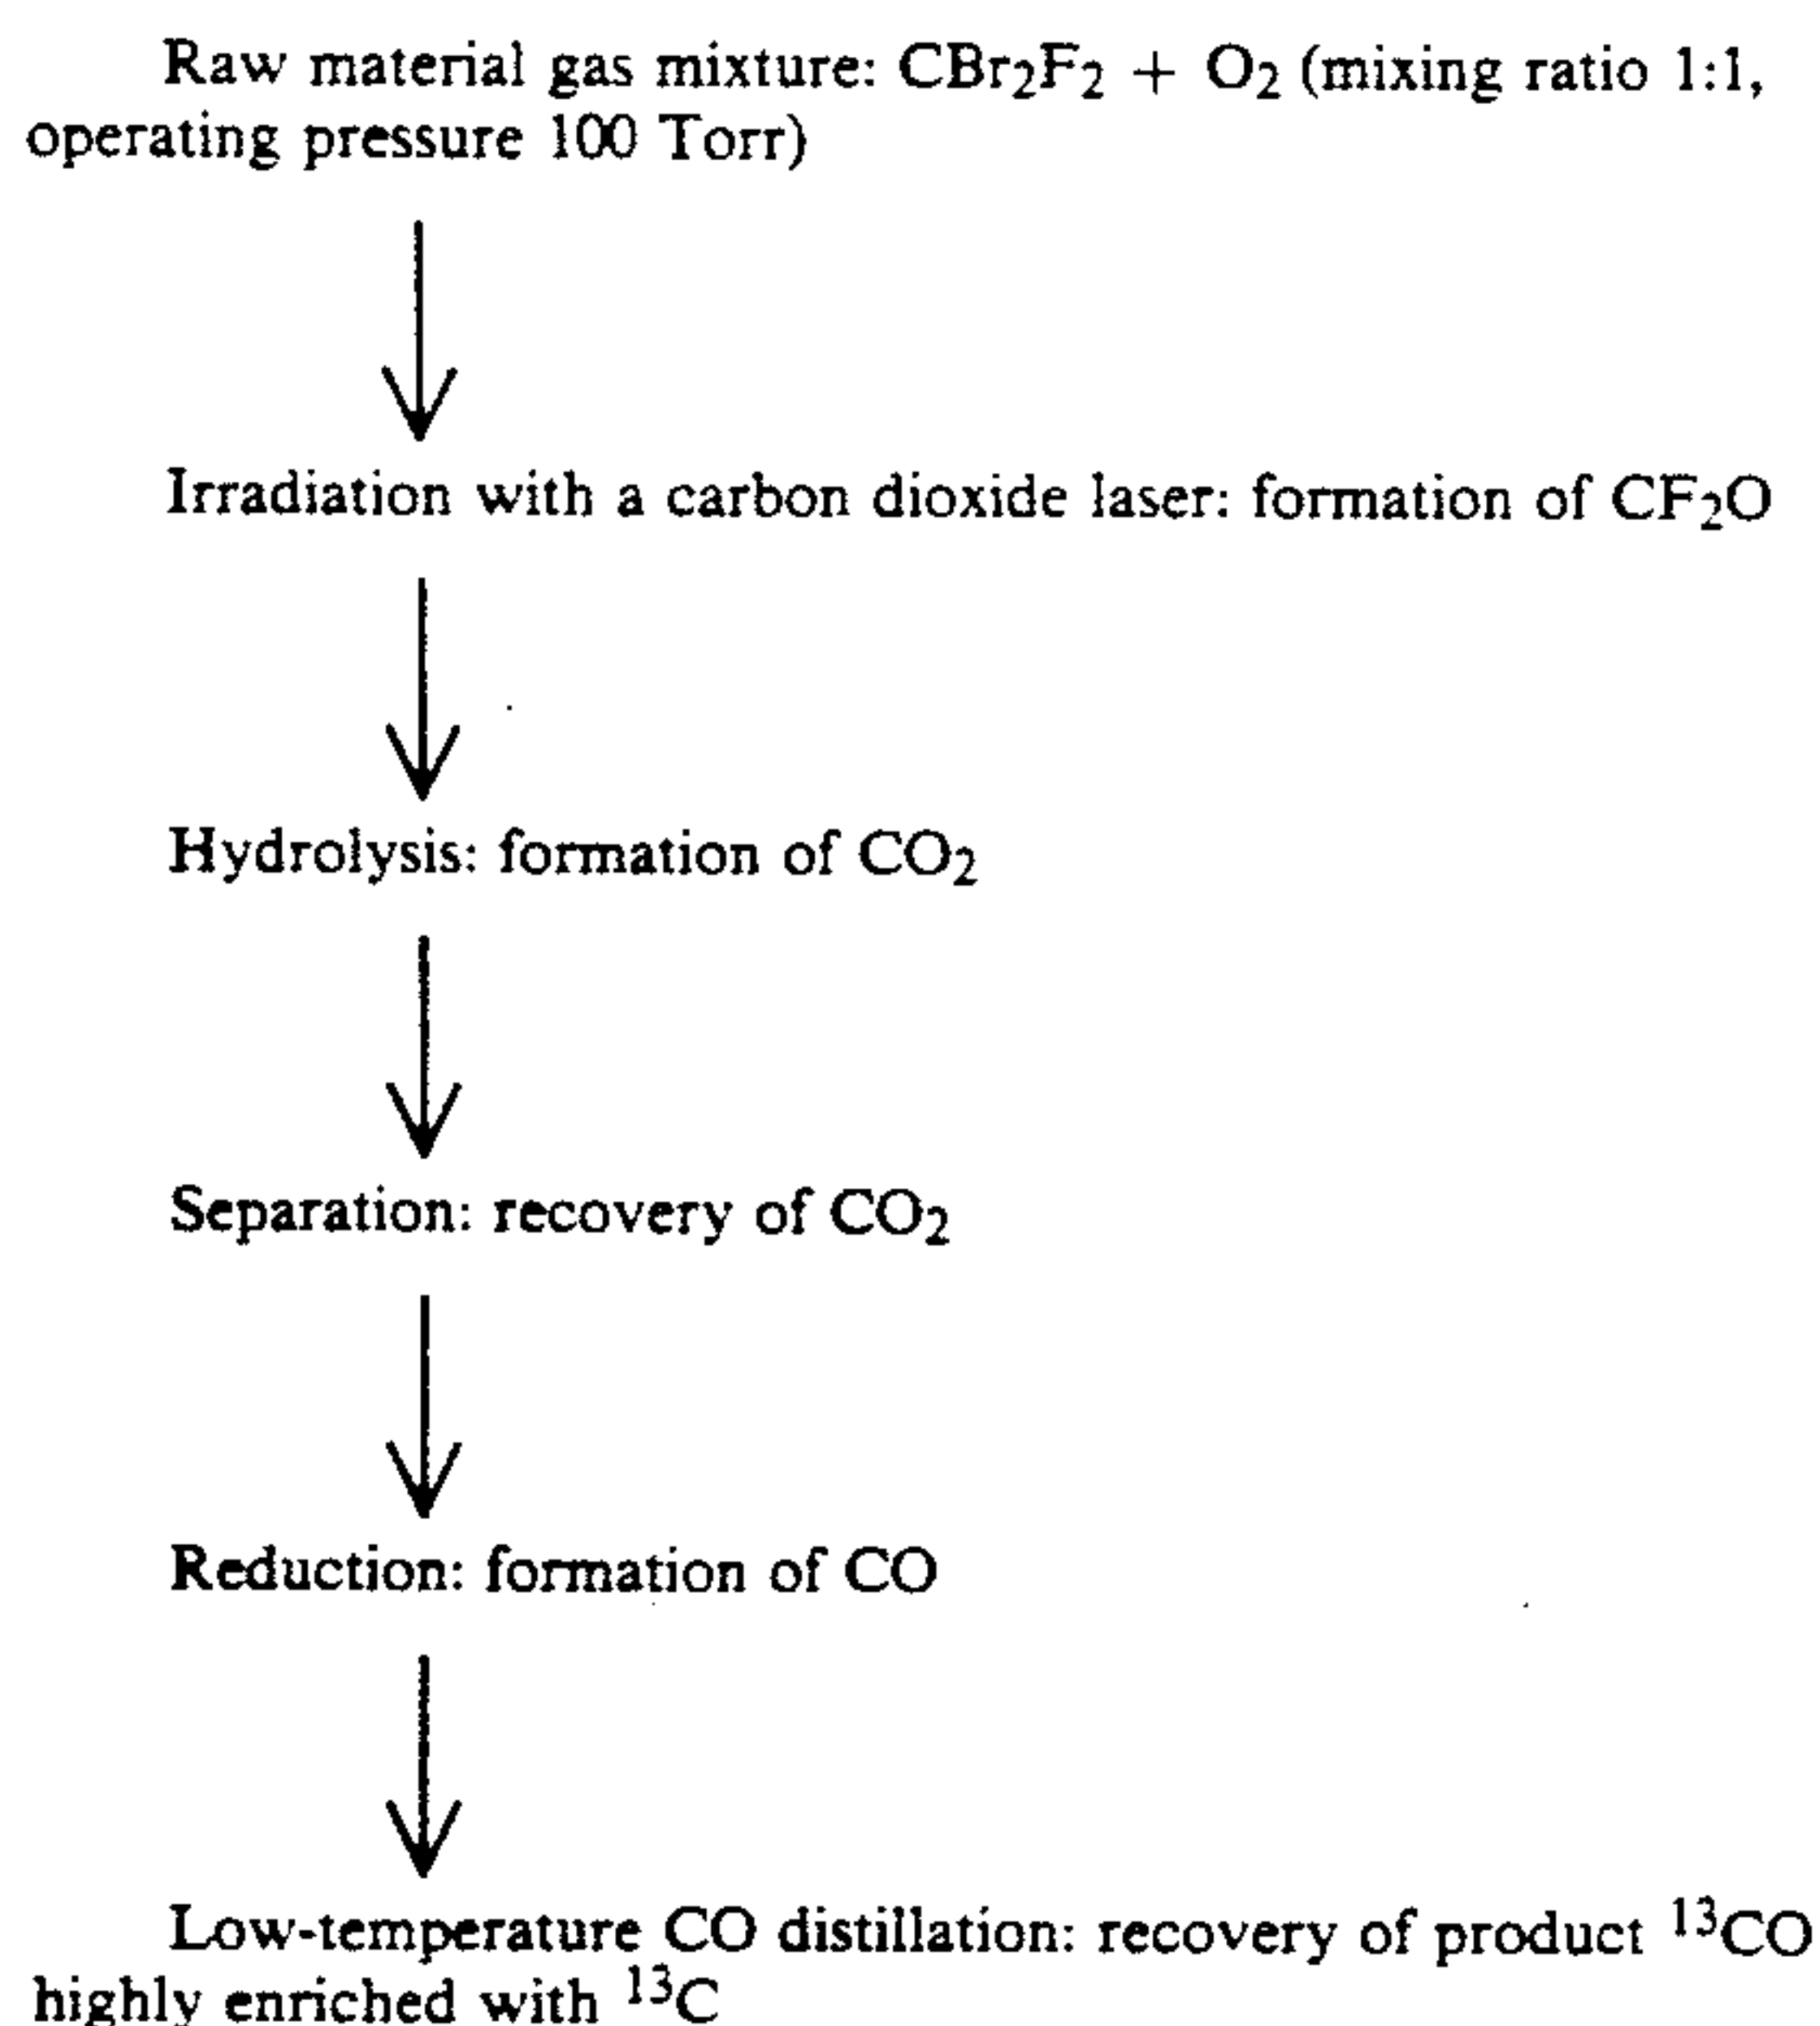 Raw material gas mixture: CBr₂F₂ + O₂ (mixing ratio 1:1,
operating pressure 100 Torr)
Irradiation with a carbon dioxide laser: formation of CF₂O
Hydrolysis: formation of CO₂
Separation: recovery of CO₂
Reduction: formation of CO
Low-temperature CO distillation: recovery of product ¹³CO
highly enriched with ¹³C